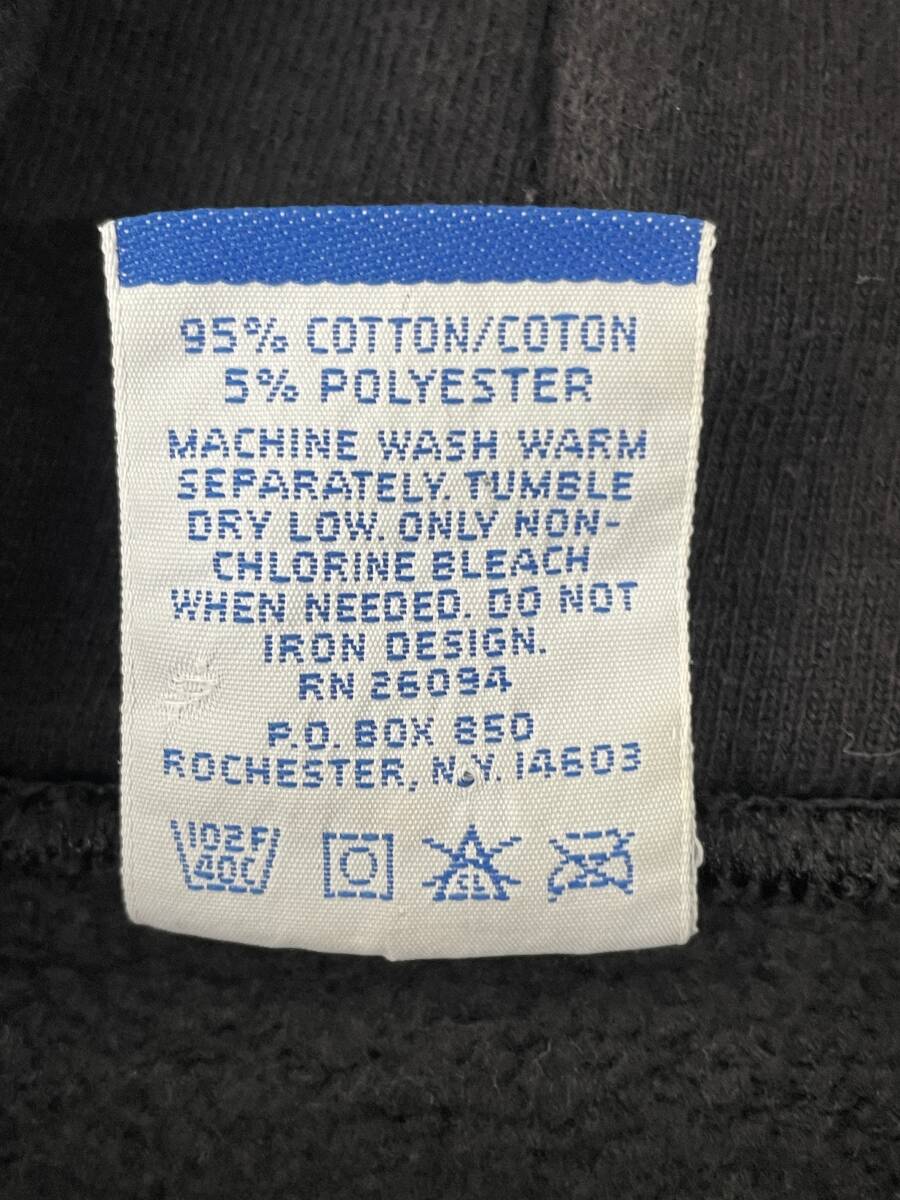 95% COTTON/COTON
5% POLYESTER
MACHINE WASH WARM
SEPARATELY. TUMBLE
DRY LOW. ONLY NON-
CHLORINE BLEACH
WHEN NEEDED. DO NOT
IRON DESIGN.
RN 26094
P.O. BOX 850
ROCHESTER, N.Y. 14603
102F
40C
CL